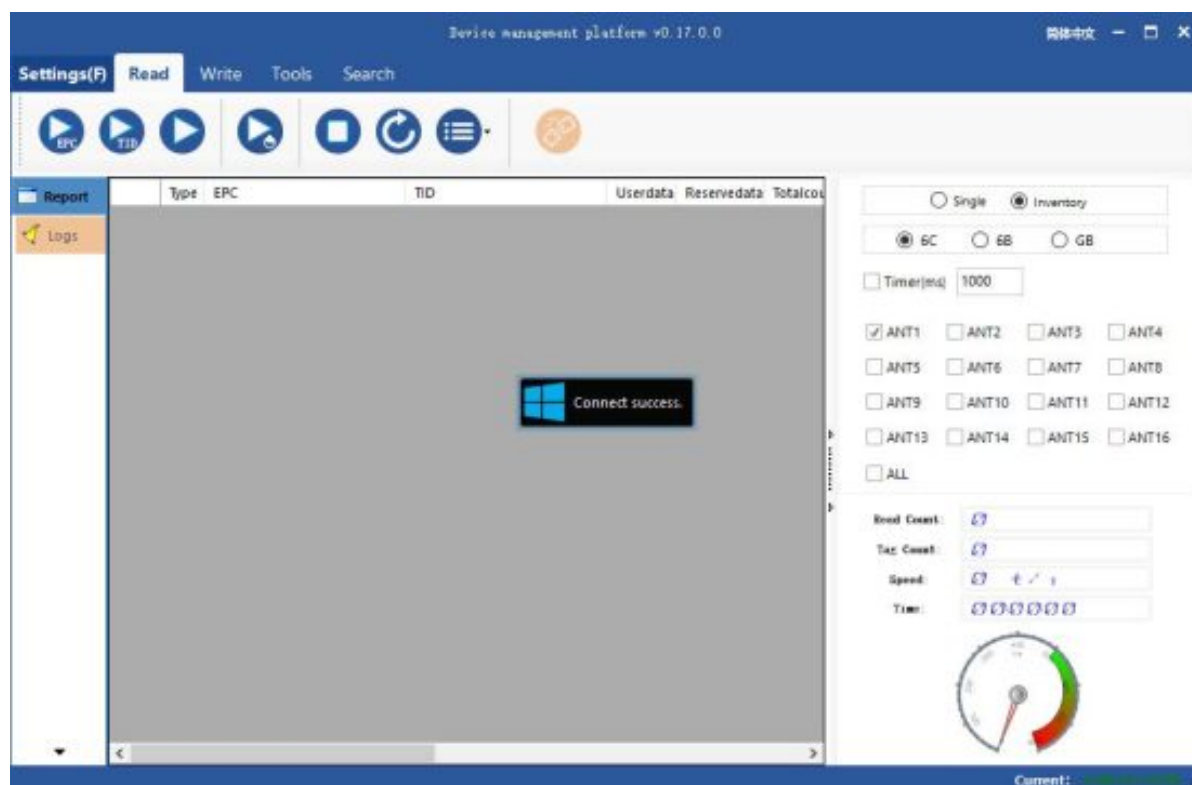 Device management platform v0.17.0.0 简体中文
Settings(F) Read Write Tools Search
EPC TID
Report Type EPC TID Userdata Reservedata Totalcou
Logs
Single Inventory
6C 6B GB
Timer(ms) 1000
ANT1 ANT2 ANT3 ANT4
ANT5 ANT6 ANT7 ANT8
ANT9 ANT10 ANT11 ANT12
ANT13 ANT14 ANT15 ANT16
ALL
Connect success.
Read Count: 0
Tag Count: 0
Speed: 0 t/s
Time: 000000
Current: